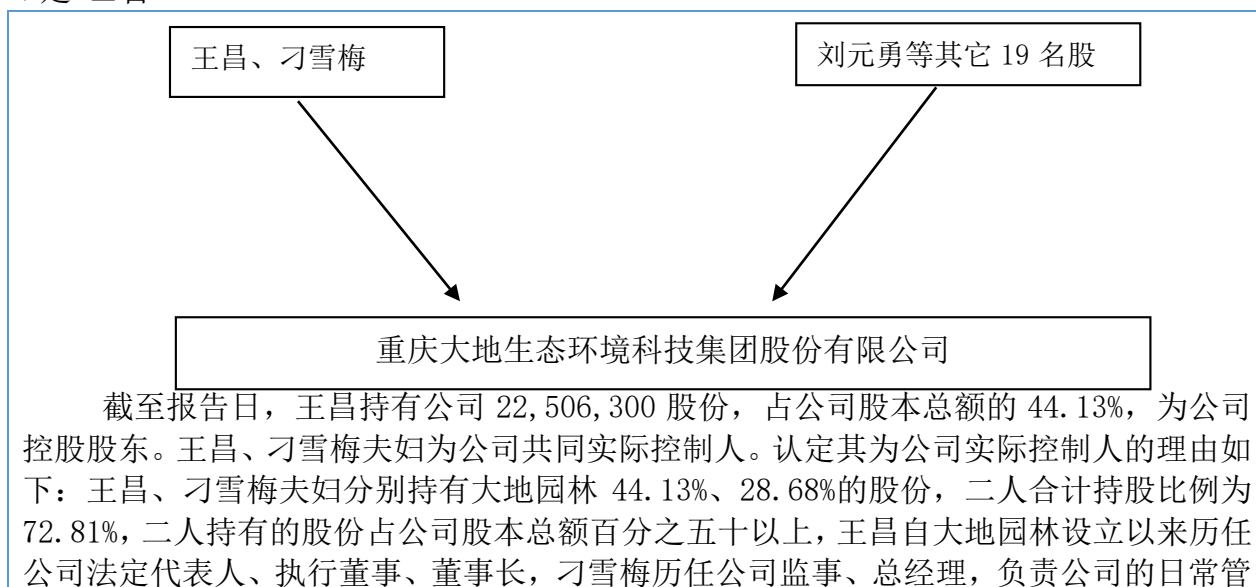 王昌、刁雪梅
刘元勇等其它 19 名股
重庆大地生态环境科技集团股份有限公司
截至报告日，王昌持有公司 22,506,300 股份，占公司股本总额的 44.13%，为公司
控股股东。王昌、刁雪梅夫妇为公司共同实际控制人。认定其为公司实际控制人的理由如
下：王昌、刁雪梅夫妇分别持有大地园林 44.13%、28.68%的股份，二人合计持股比例为
72.81%，二人持有的股份占公司股本总额百分之五十以上，王昌自大地园林设立以来历任
公司法定代表人、执行董事、董事长，刁雪梅历任公司监事、总经理，负责公司的日常管